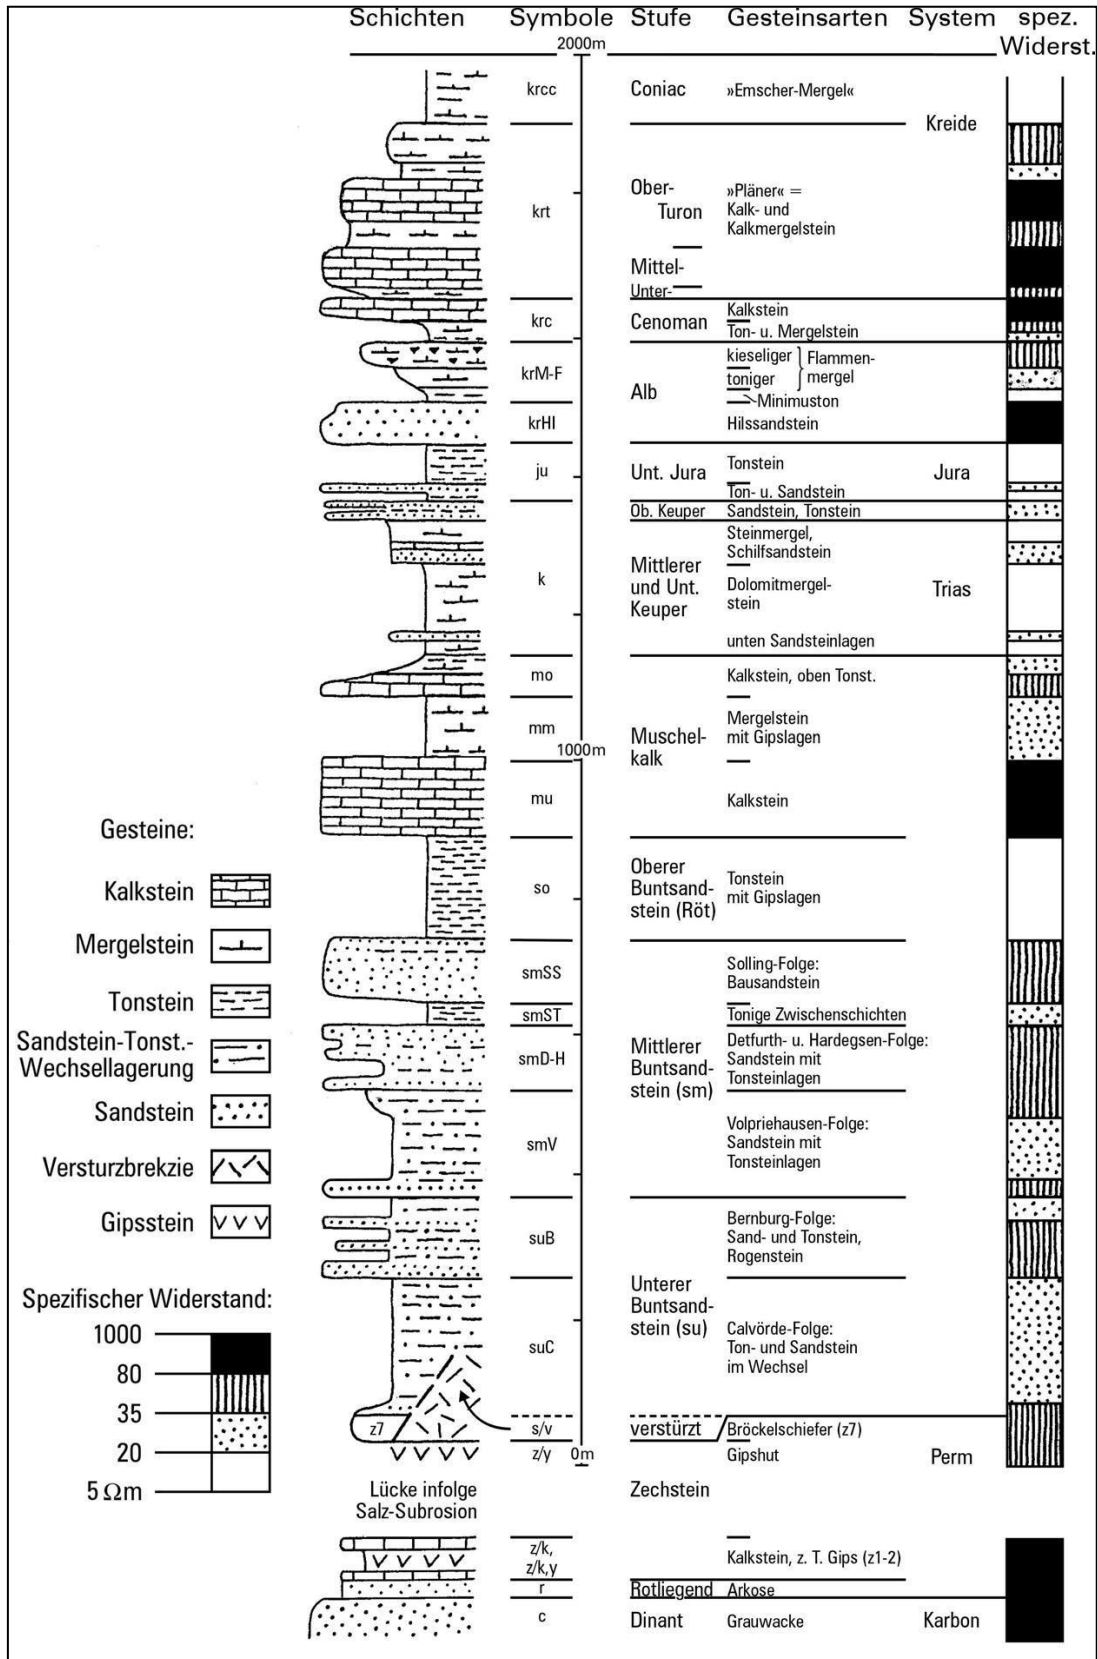 Schichten Symbole Stufe Gesteinsarten System spez. Widerst.
2000m
krcc Coniac »Emscher-Mergel«
Kreide
krt
Ober-
Turon
»Pläner« =
Kalk- und
Kalkmergelstein
Mittel-
Unter-
krc Cenoman
Kalkstein
Ton- u. Mergelstein
krM-F
Alb
kieseliger
toniger
Flammen-
mergel
Minimuston
krHI Hilssandstein
ju Unt. Jura Tonstein Jura
Ton- u. Sandstein
Ob. Keuper Sandstein, Tonstein
k
Mittlerer
und Unt.
Keuper
Steinmergel,
Schilfsandstein
Dolomitmergel-
stein
Trias
unten Sandsteinlagen
mo Kalkstein, oben Tonst.
mm
Mergelstein
mit Gipslagen
Muschel-
kalk
1000m
mu Kalkstein
so
Oberer
Buntsand-
stein (Röt)
Tonstein
mit Gipslagen
smSS
Solling-Folge:
Bausandstein
smST Tonige Zwischenschichten
smD-H
Mittlerer
Buntsand-
stein (sm)
Detfurth- u. Hardegsen-Folge:
Sandstein mit
Tonsteinlagen
smV
Volpriehausen-Folge:
Sandstein mit
Tonsteinlagen
suB
Bernburg-Folge:
Sand- und Tonstein,
Rogenstein
Unterer
Buntsand-
stein (su)
suC
Calvörde-Folge:
Ton- und Sandstein
im Wechsel
z7 s/v verstürzt Bröckelschiefer (z7)
z/y 0m Gipshut Perm
Lücke infolge
Salz-Subrosion
Zechstein
z/k,
z/k,y
Kalkstein, z. T. Gips (z1-2)
r Rotliegend Arkose
c Dinant Grauwacke Karbon
Gesteine:
Kalkstein
Mergelstein
Tonstein
Sandstein-Tonst.-
Wechsellagerung
Sandstein
Versturzbrekzie
Gipsstein
Spezifischer Widerstand:
1000
80
35
20
5 Ωm